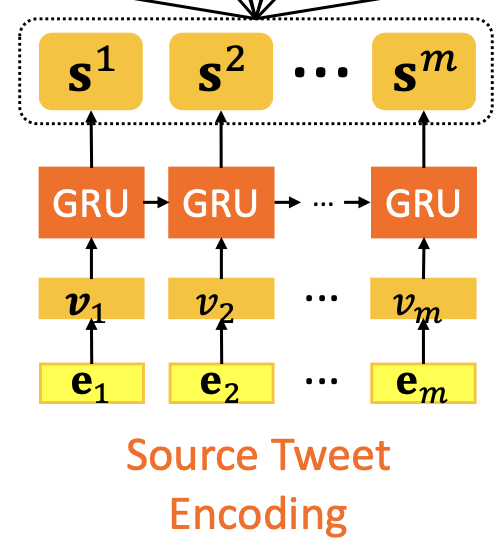 s¹ s² ... sᵐ
GRU GRU ... GRU
v₁ v₂ ... vₘ
e₁ e₂ ... eₘ
Source Tweet
Encoding